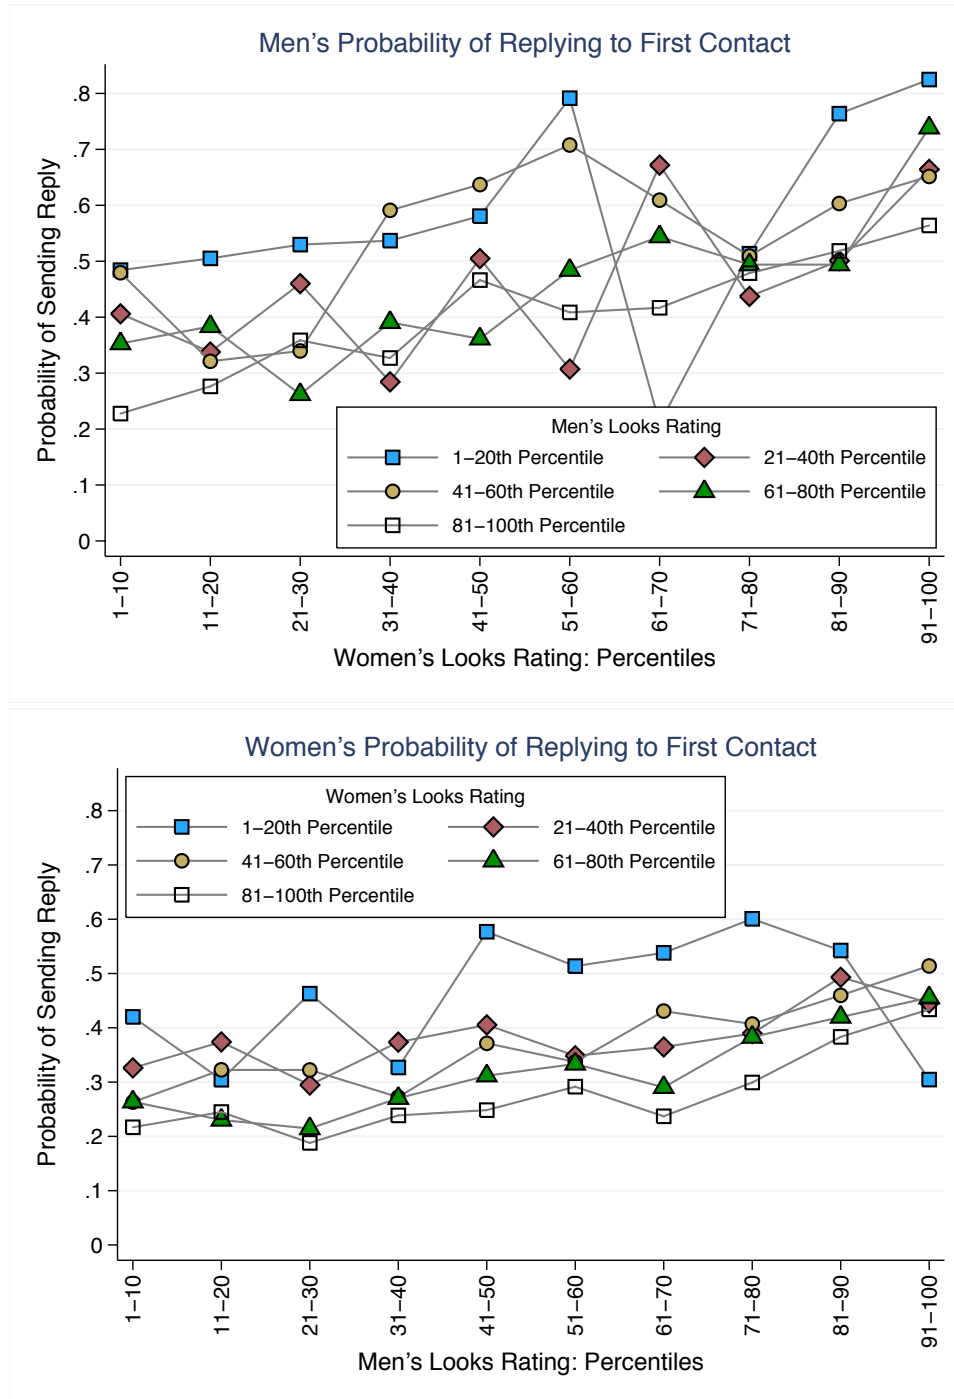 Men’s Probability of Replying to First Contact
Probability of Sending Reply
.8
.7
.6
.5
.4
.3
.2
.1
0
Men’s Looks Rating
1–20th Percentile
21–40th Percentile
41–60th Percentile
61–80th Percentile
81–100th Percentile
1–10
11–20
21–30
31–40
41–50
51–60
61–70
71–80
81–90
91–100
Women’s Looks Rating: Percentiles
Women’s Probability of Replying to First Contact
Probability of Sending Reply
Women’s Looks Rating
1–20th Percentile
21–40th Percentile
41–60th Percentile
61–80th Percentile
81–100th Percentile
.8
.7
.6
.5
.4
.3
.2
.1
0
1–10
11–20
21–30
31–40
41–50
51–60
61–70
71–80
81–90
91–100
Men’s Looks Rating: Percentiles